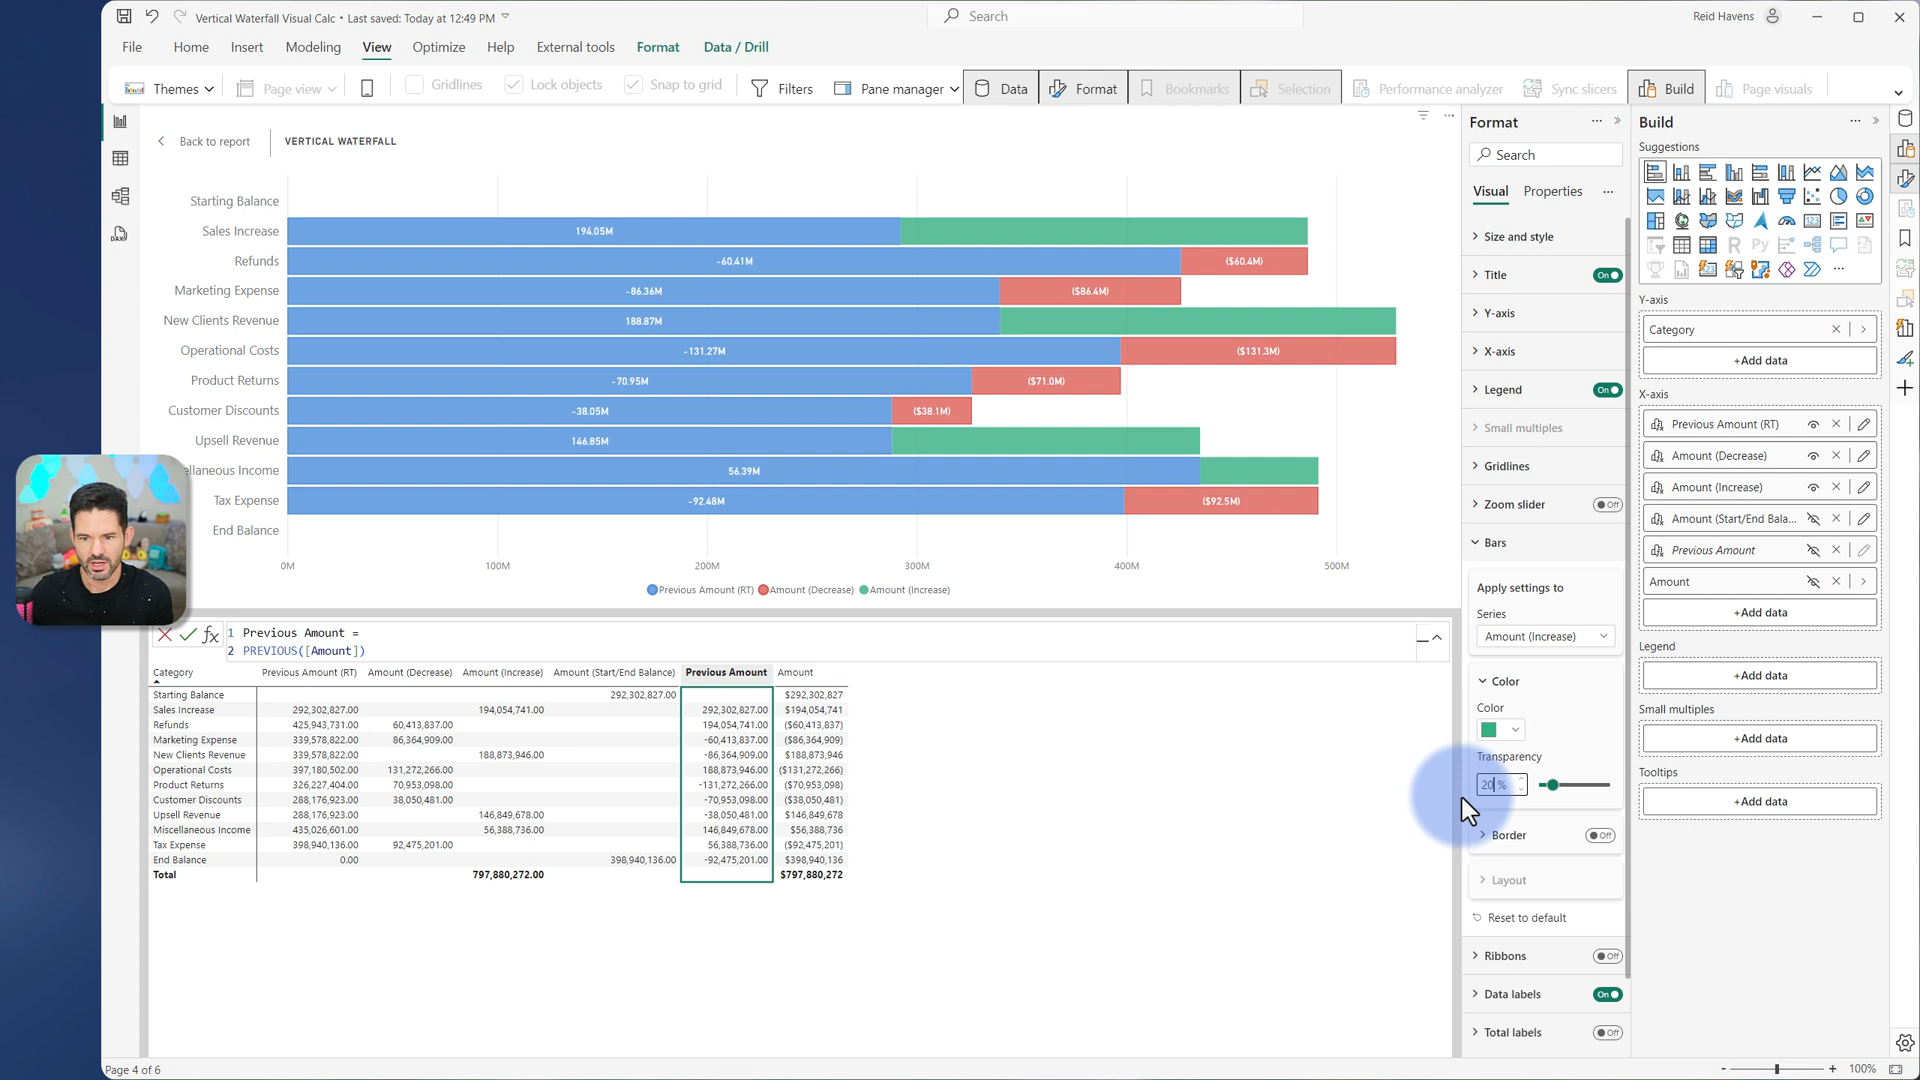 Vertical Waterfall Visual Calc • Last saved: Today at 12:49 PM
Search
Reid Havens
File Home Insert Modeling View Optimize Help External tools Format Data / Drill
Themes Page view Gridlines Lock objects Snap to grid Filters Pane manager Data Format Bookmarks Selection Performance analyzer Sync slicers Build Page visuals
Back to report VERTICAL WATERFALL
Starting Balance
Sales Increase 194.05M
Refunds -60.41M ($60.4M)
Marketing Expense -86.36M ($86.4M)
New Clients Revenue 188.87M
Operational Costs -131.27M ($131.3M)
Product Returns -70.95M ($71.0M)
Customer Discounts -38.05M ($38.1M)
Upsell Revenue 146.85M
ellaneous Income 56.39M
Tax Expense -92.48M ($92.5M)
End Balance
0M 100M 200M 300M 400M 500M
Previous Amount (RT) Amount (Decrease) Amount (Increase)
fx 1 Previous Amount =
2 PREVIOUS([Amount])
Category Previous Amount (RT) Amount (Decrease) Amount (Increase) Amount (Start/End Balance) Previous Amount Amount
Starting Balance 292,302,827.00 $292,302,827
Sales Increase 292,302,827.00 194,054,741.00 292,302,827.00 $194,054,741
Refunds 425,943,731.00 60,413,837.00 194,054,741.00 ($60,413,837)
Marketing Expense 339,578,822.00 86,364,909.00 -60,413,837.00 ($86,364,909)
New Clients Revenue 339,578,822.00 188,873,946.00 -86,364,909.00 $188,873,946
Operational Costs 397,180,502.00 131,272,266.00 188,873,946.00 ($131,272,266)
Product Returns 326,227,404.00 70,953,098.00 -131,272,266.00 ($70,953,098)
Customer Discounts 288,176,923.00 38,050,481.00 -70,953,098.00 ($38,050,481)
Upsell Revenue 288,176,923.00 146,849,678.00 -38,050,481.00 $146,849,678
Miscellaneous Income 435,026,601.00 56,388,736.00 146,849,678.00 $56,388,736
Tax Expense 398,940,136.00 92,475,201.00 56,388,736.00 ($92,475,201)
End Balance 0.00 398,940,136.00 -92,475,201.00 $398,940,136
Total 797,880,272.00 $797,880,272
Format
Search
Visual Properties
Size and style
Title On
Y-axis
X-axis
Legend On
Small multiples
Gridlines
Zoom slider Off
Bars
Apply settings to
Series
Amount (Increase)
Color
Color
Transparency
20 %
Border Off
Layout
Reset to default
Ribbons Off
Data labels On
Total labels Off
Build
Suggestions
R Py
123
Y-axis
Category
+Add data
X-axis
Previous Amount (RT)
Amount (Decrease)
Amount (Increase)
Amount (Start/End Bala...
Previous Amount
Amount
+Add data
Legend
+Add data
Small multiples
+Add data
Tooltips
+Add data
DAX
Page 4 of 6
- + 100%